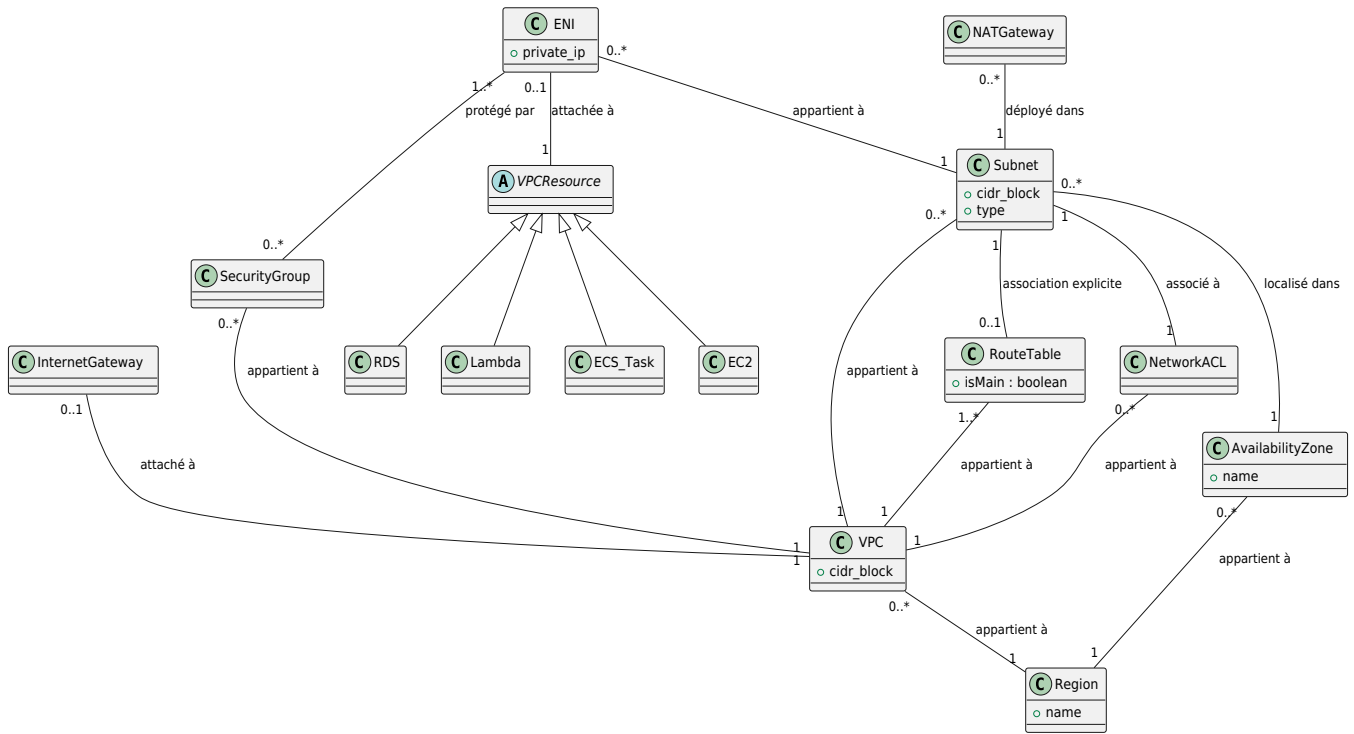 C ENI
private_ip
C NATGateway
0..*
1..*
0..1
0..*
protégé par
attachée à
appartient à
déployé dans
1
1
1
A VPCResource
C Subnet
cidr_block
type
0..*
0..*
1
0..*
1
C SecurityGroup
association explicite
associé à
localisé dans
0..*
0..1
1
C InternetGateway
C RDS
C Lambda
C ECS_Task
C EC2
C RouteTable
isMain : boolean
C NetworkACL
appartient à
appartient à
0..1
1..*
0..*
1
C AvailabilityZone
name
attaché à
appartient à
appartient à
1
1
0..*
C VPC
cidr_block
1
1
1
appartient à
0..*
appartient à
1
1
C Region
name